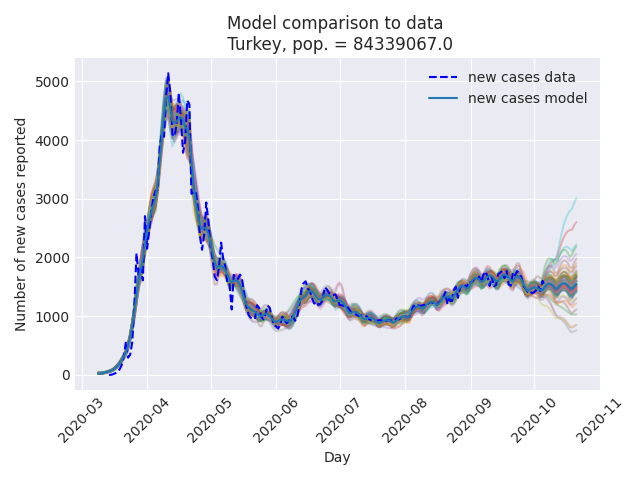 Model comparison to data
Turkey, pop. = 84339067.0
new cases data
new cases model
Number of new cases reported
5000
4000
3000
2000
1000
0
2020-03
2020-04
2020-05
2020-06
2020-07
2020-08
2020-09
2020-10
2020-11
Day